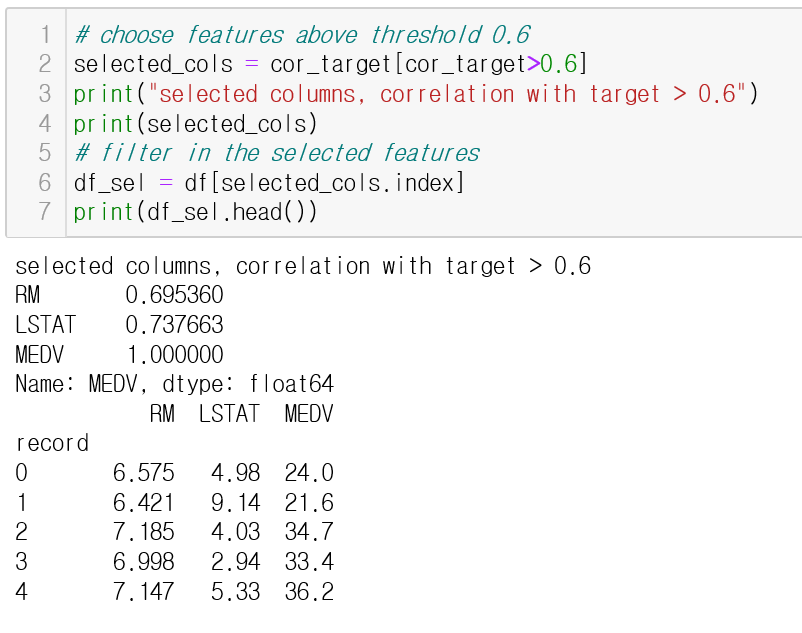 1 # choose features above threshold 0.6
2 selected_cols = cor_target[cor_target>0.6]
3 print("selected columns, correlation with target > 0.6")
4 print(selected_cols)
5 # filter in the selected features
6 df_sel = df[selected_cols.index]
7 print(df_sel.head())
selected columns, correlation with target > 0.6
RM 0.695360
LSTAT 0.737663
MEDV 1.000000
Name: MEDV, dtype: float64
RM LSTAT MEDV
record
0 6.575 4.98 24.0
1 6.421 9.14 21.6
2 7.185 4.03 34.7
3 6.998 2.94 33.4
4 7.147 5.33 36.2